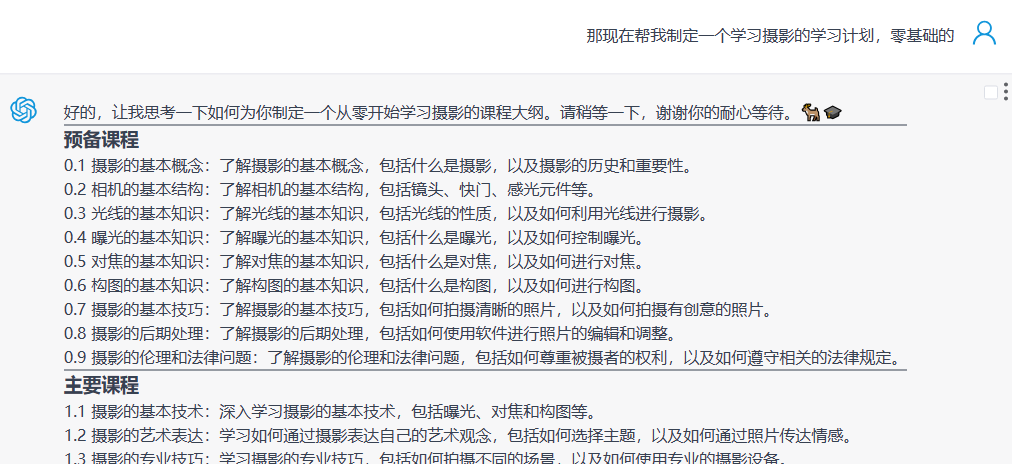 那现在帮我制定一个学习摄影的学习计划，零基础的
好的，让我思考一下如何为你制定一个从零开始学习摄影的课程大纲。请稍等一下，谢谢你的耐心等待。🐕🎓
预备课程
0.1 摄影的基本概念：了解摄影的基本概念，包括什么是摄影，以及摄影的历史和重要性。
0.2 相机的基本结构：了解相机的基本结构，包括镜头、快门、感光元件等。
0.3 光线的基本知识：了解光线的基本知识，包括光线的性质，以及如何利用光线进行摄影。
0.4 曝光的基本知识：了解曝光的基本知识，包括什么是曝光，以及如何控制曝光。
0.5 对焦的基本知识：了解对焦的基本知识，包括什么是对焦，以及如何进行对焦。
0.6 构图的基本知识：了解构图的基本知识，包括什么是构图，以及如何进行构图。
0.7 摄影的基本技巧：了解摄影的基本技巧，包括如何拍摄清晰的照片，以及如何拍摄有创意的照片。
0.8 摄影的后期处理：了解摄影的后期处理，包括如何使用软件进行照片的编辑和调整。
0.9 摄影的伦理和法律问题：了解摄影的伦理和法律问题，包括如何尊重被摄者的权利，以及如何遵守相关的法律规定。
主要课程
1.1 摄影的基本技术：深入学习摄影的基本技术，包括曝光、对焦和构图等。
1.2 摄影的艺术表达：学习如何通过摄影表达自己的艺术观念，包括如何选择主题，以及如何通过照片传达情感。
1.3 摄影的专业技巧：学习摄影的专业技巧，包括如何拍摄不同的场景，以及如何使用专业的摄影设备。